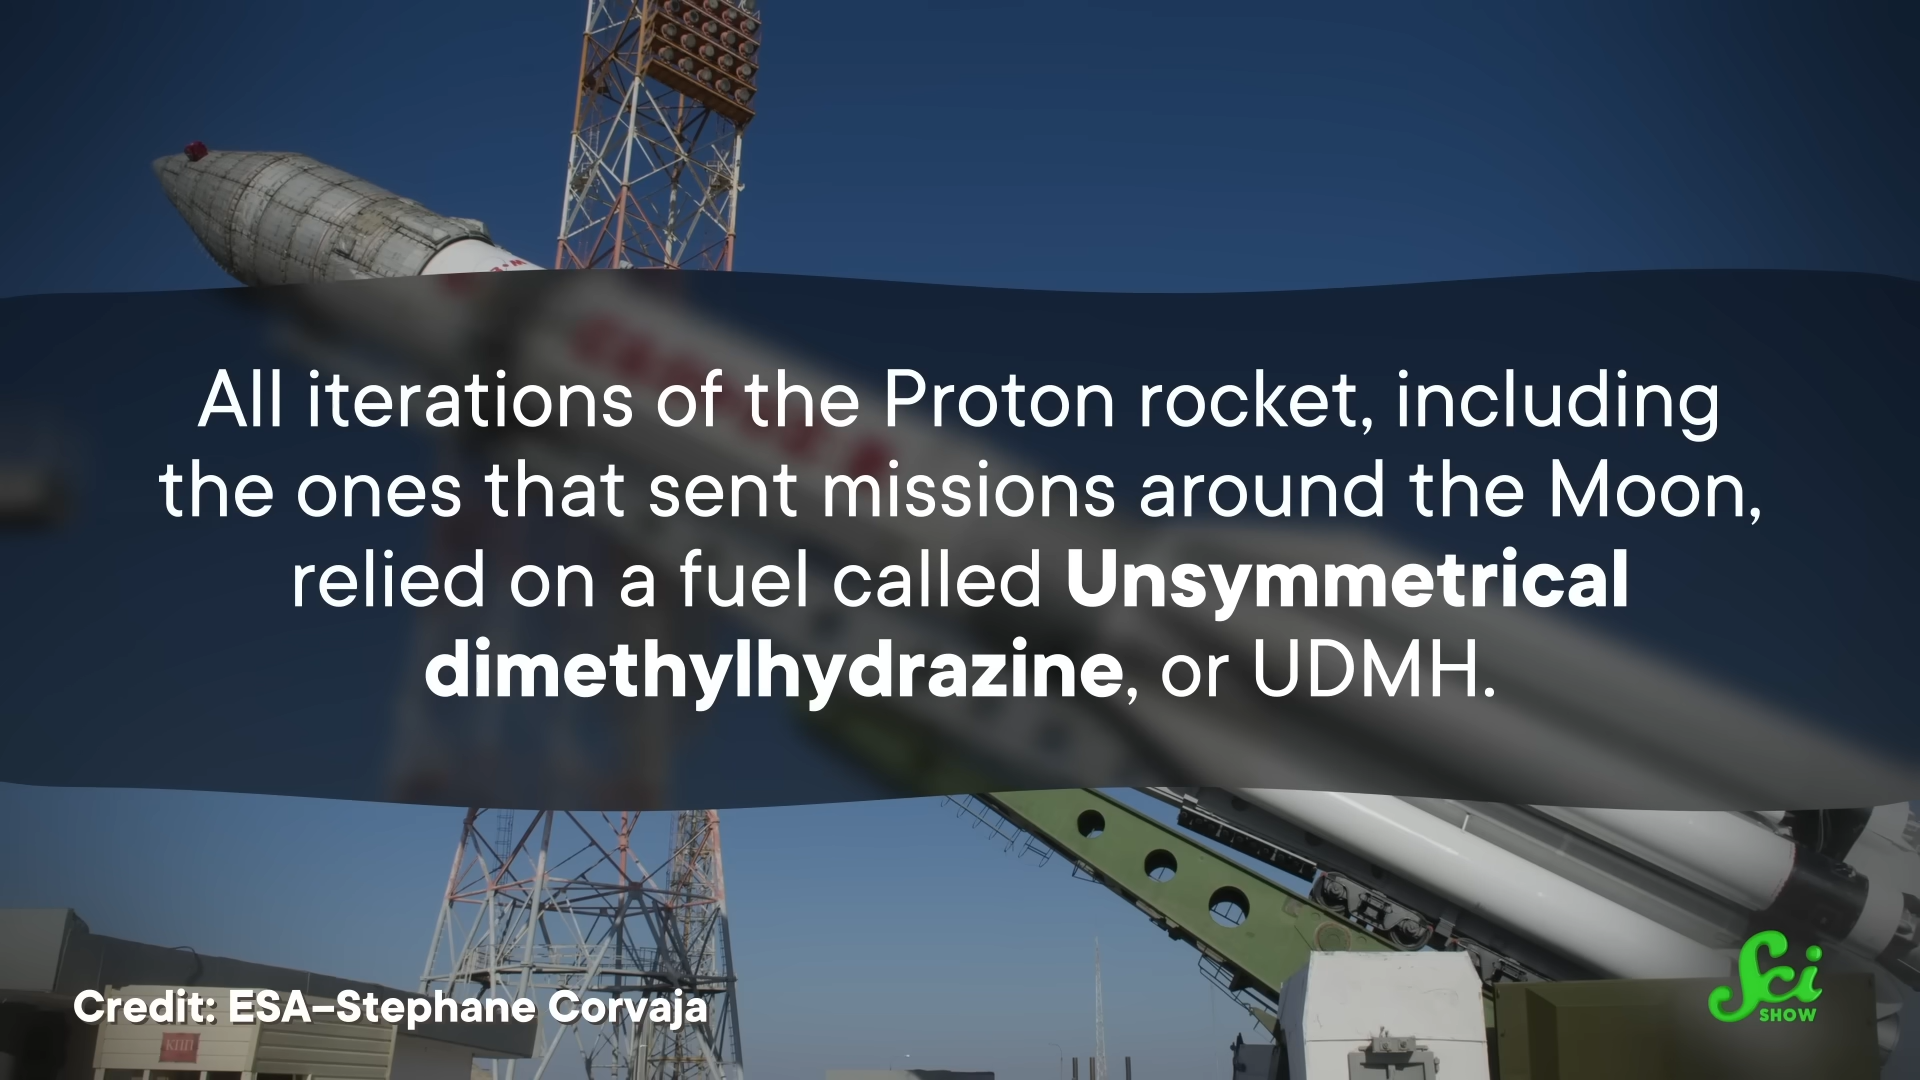 All iterations of the Proton rocket, including
the ones that sent missions around the Moon,
relied on a fuel called Unsymmetrical
dimethylhydrazine, or UDMH.
Credit: ESA–Stephane Corvaja
КПП
Sci
SHOW